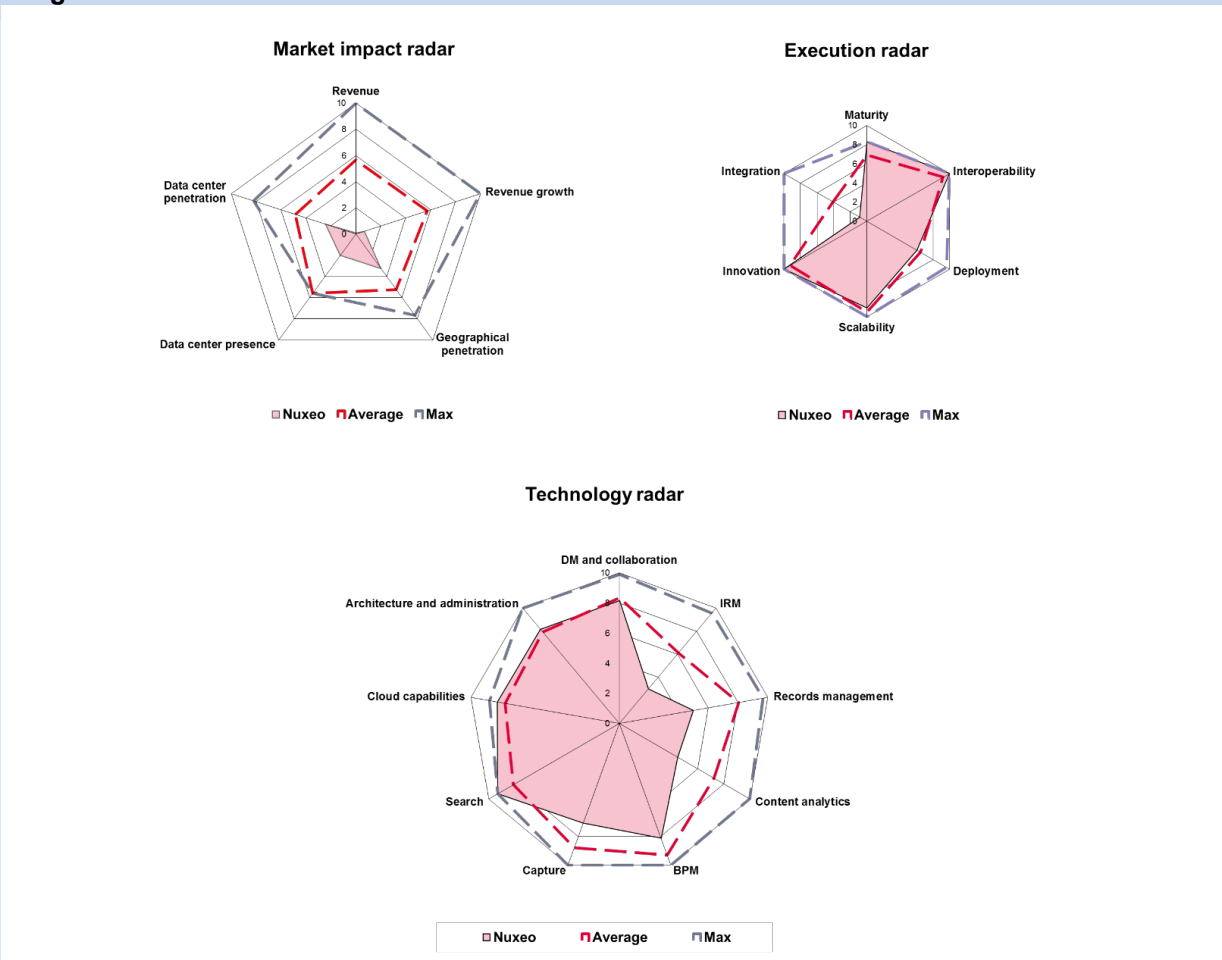 Market impact radar
Revenue
10
8
6
4
2
0
Data center
penetration
Revenue growth
Data center presence
Geographical
penetration
Nuxeo Average Max
Execution radar
Maturity
10
8
6
4
2
0
Integration
Interoperability
Innovation
Deployment
Scalability
Nuxeo Average Max
Technology radar
DM and collaboration
10
8
6
4
2
0
Architecture and administration
IRM
Cloud capabilities
Records management
Search
Content analytics
Capture
BPM
Nuxeo Average Max